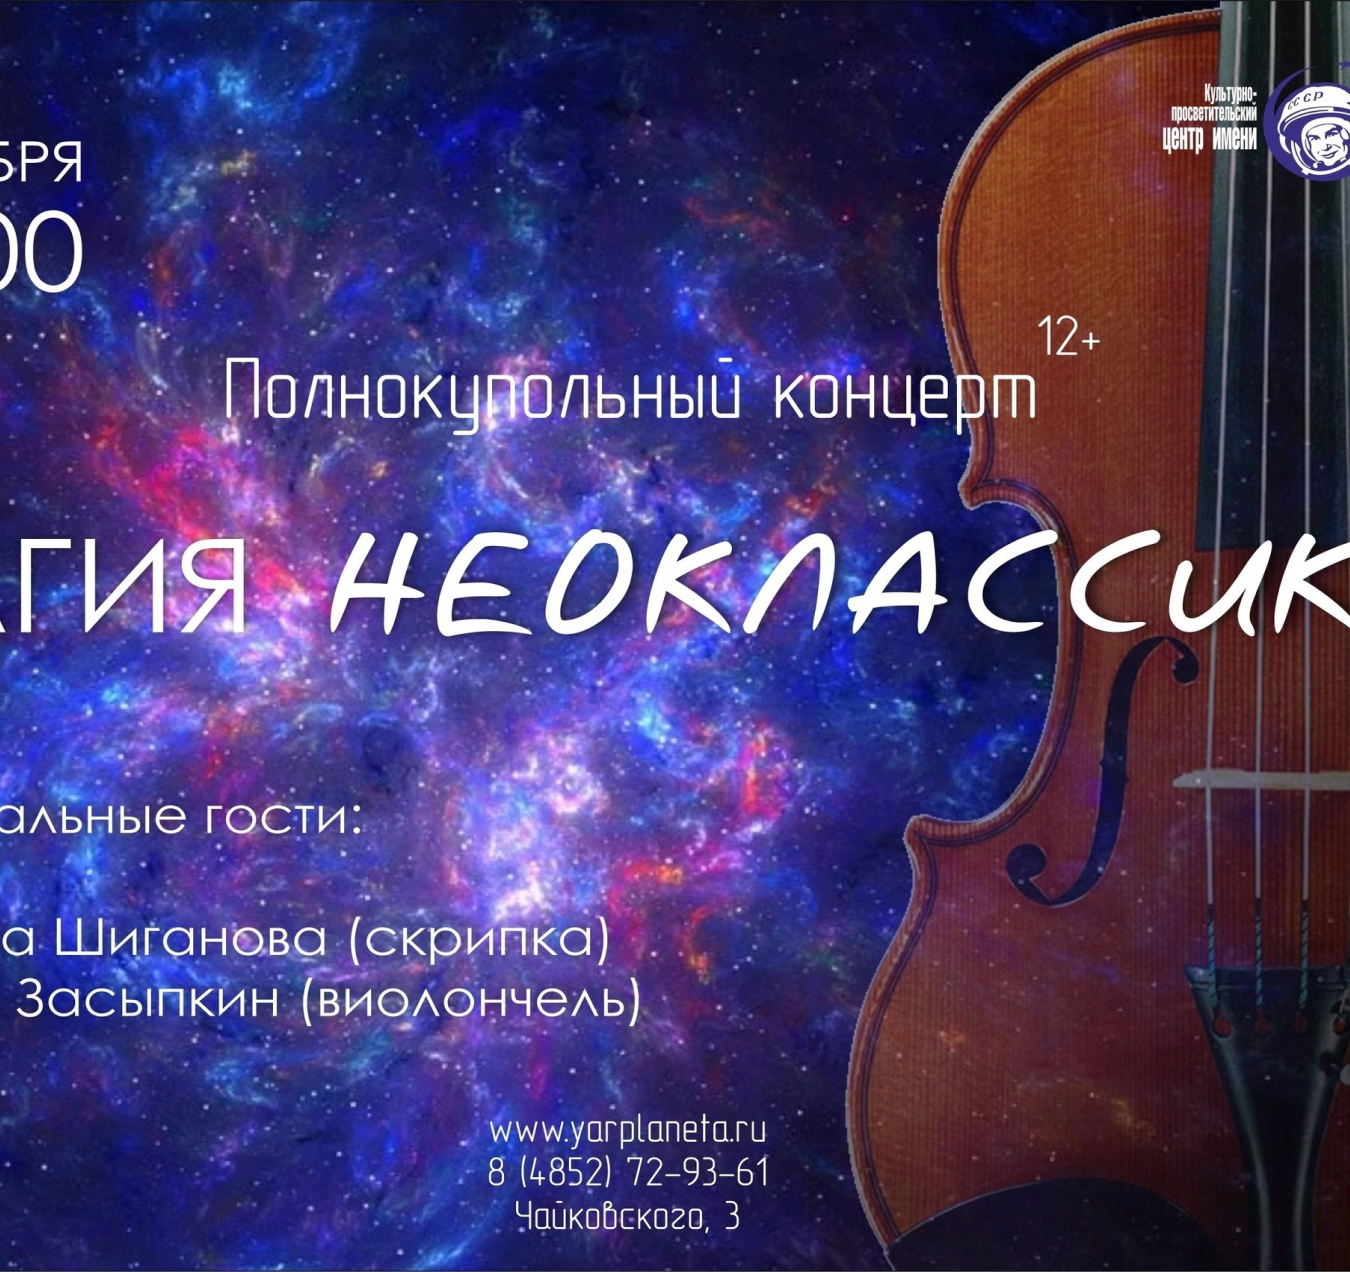 БРЯ
00
Культурно-
просветительский
центр имени
СССР
12+
Полнокупольный концерт
АГИЯ НЕОКЛАССИК
альные гости:
а Шиганова (скрипка)
Засыпкин (виолончель)
www.yarplaneta.ru
8 (4852) 72-93-61
Чайковского, 3